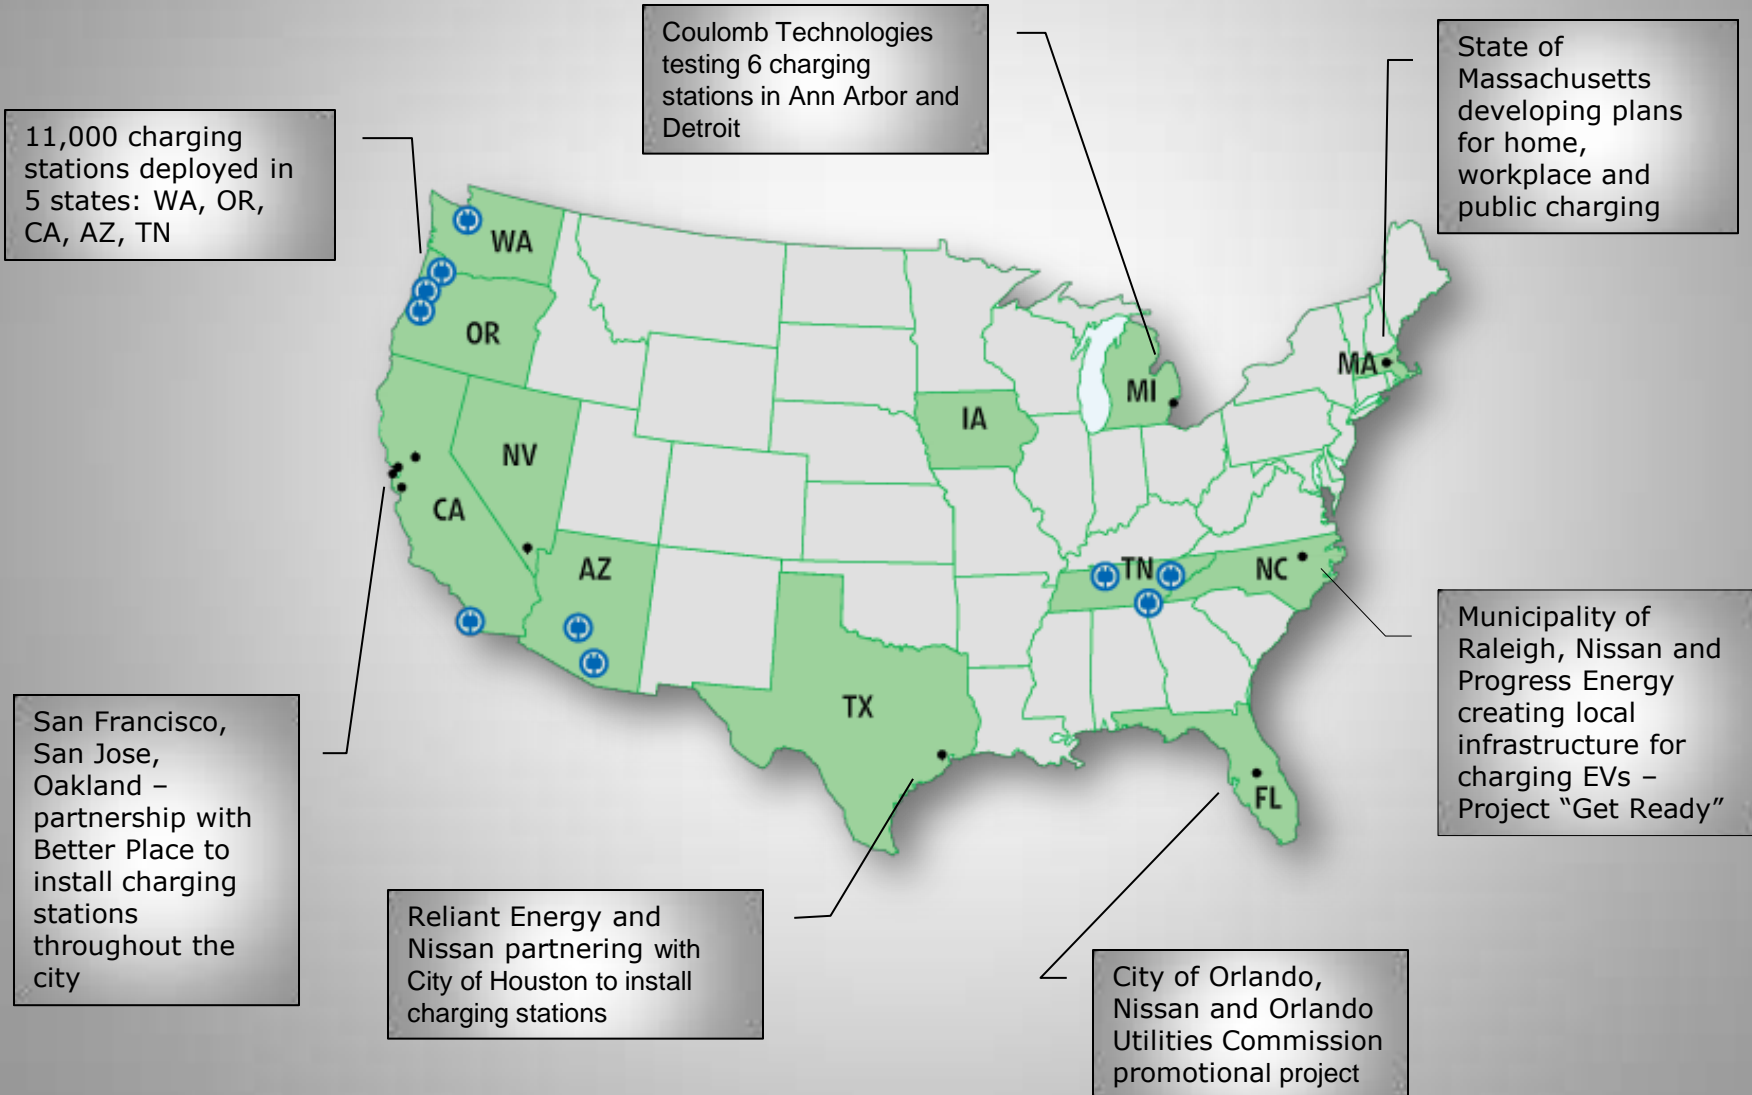 Coulomb Technologies
testing 6 charging
stations in Ann Arbor and
Detroit
State of
Massachusetts
developing plans
for home,
workplace and
public charging
11,000 charging
stations deployed in
5 states: WA, OR,
CA, AZ, TN
WA
OR
MA
MI
IA
NV
CA
AZ
TN
NC
TX
FL
Municipality of
Raleigh, Nissan and
Progress Energy
creating local
infrastructure for
charging EVs –
Project “Get Ready”
San Francisco,
San Jose,
Oakland –
partnership with
Better Place to
install charging
stations
throughout the
city
Reliant Energy and
Nissan partnering with
City of Houston to install
charging stations
City of Orlando,
Nissan and Orlando
Utilities Commission
promotional project